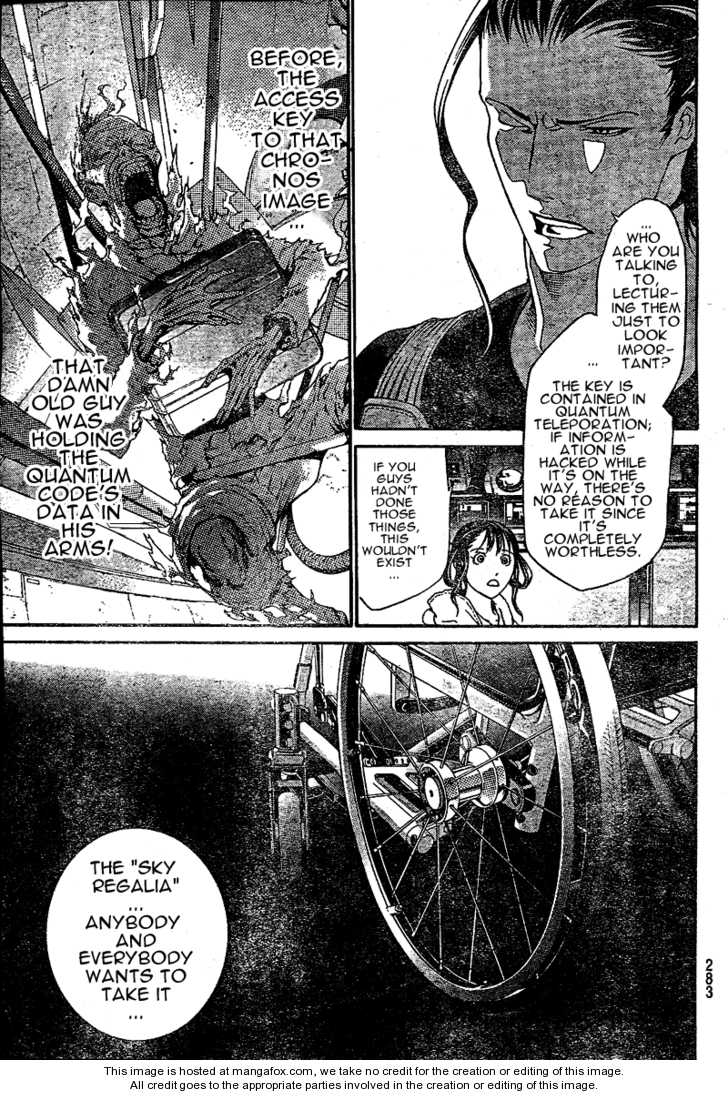 ...
WHO
ARE YOU
TALKING
TO,
LECTUR-
ING THEM
JUST TO
LOOK
IMPOR-
TANT?
...
THE KEY IS
CONTAINED IN
QUANTUM
TELEPORATION;
IF INFORM-
ATION IS
HACKED WHILE
IT'S ON THE
WAY, THERE'S
NO REASON TO
TAKE IT SINCE
IT'S
COMPLETELY
WORTHLESS.
IF YOU
GUYS
HADN'T
DONE
THOSE
THINGS,
THIS
WOULDN'T
EXIST
...
BEFORE,
THE
ACCESS
KEY
TO THAT
CHRO-
NOS
IMAGE
...
THAT
DAMN
OLD GUY
WAS
HOLDING
THE
QUANTUM
CODE'S
DATA IN
HIS
ARMS!
THE "SKY
REGALIA"
...
ANYBODY
AND
EVERYBODY
WANTS TO
TAKE IT
...
283
This image is hosted at mangafox.com, we take no credit for the creation or editing of this image.
All credit goes to the appropriate parties involved in the creation or editing of this image.